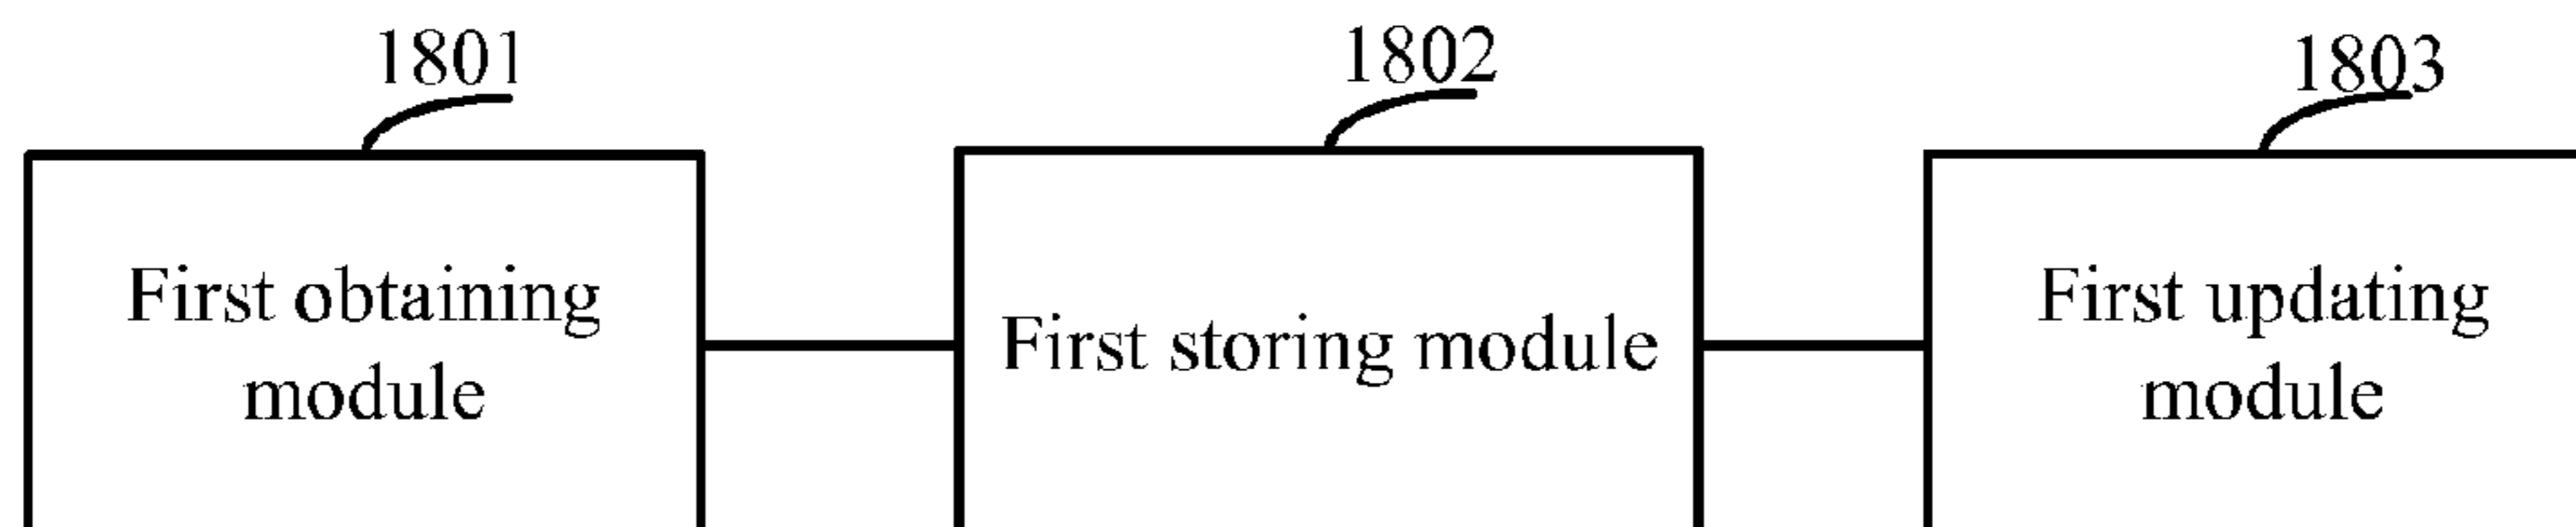 1801
1802
1803
First obtaining
module
First storing module
First updating
module